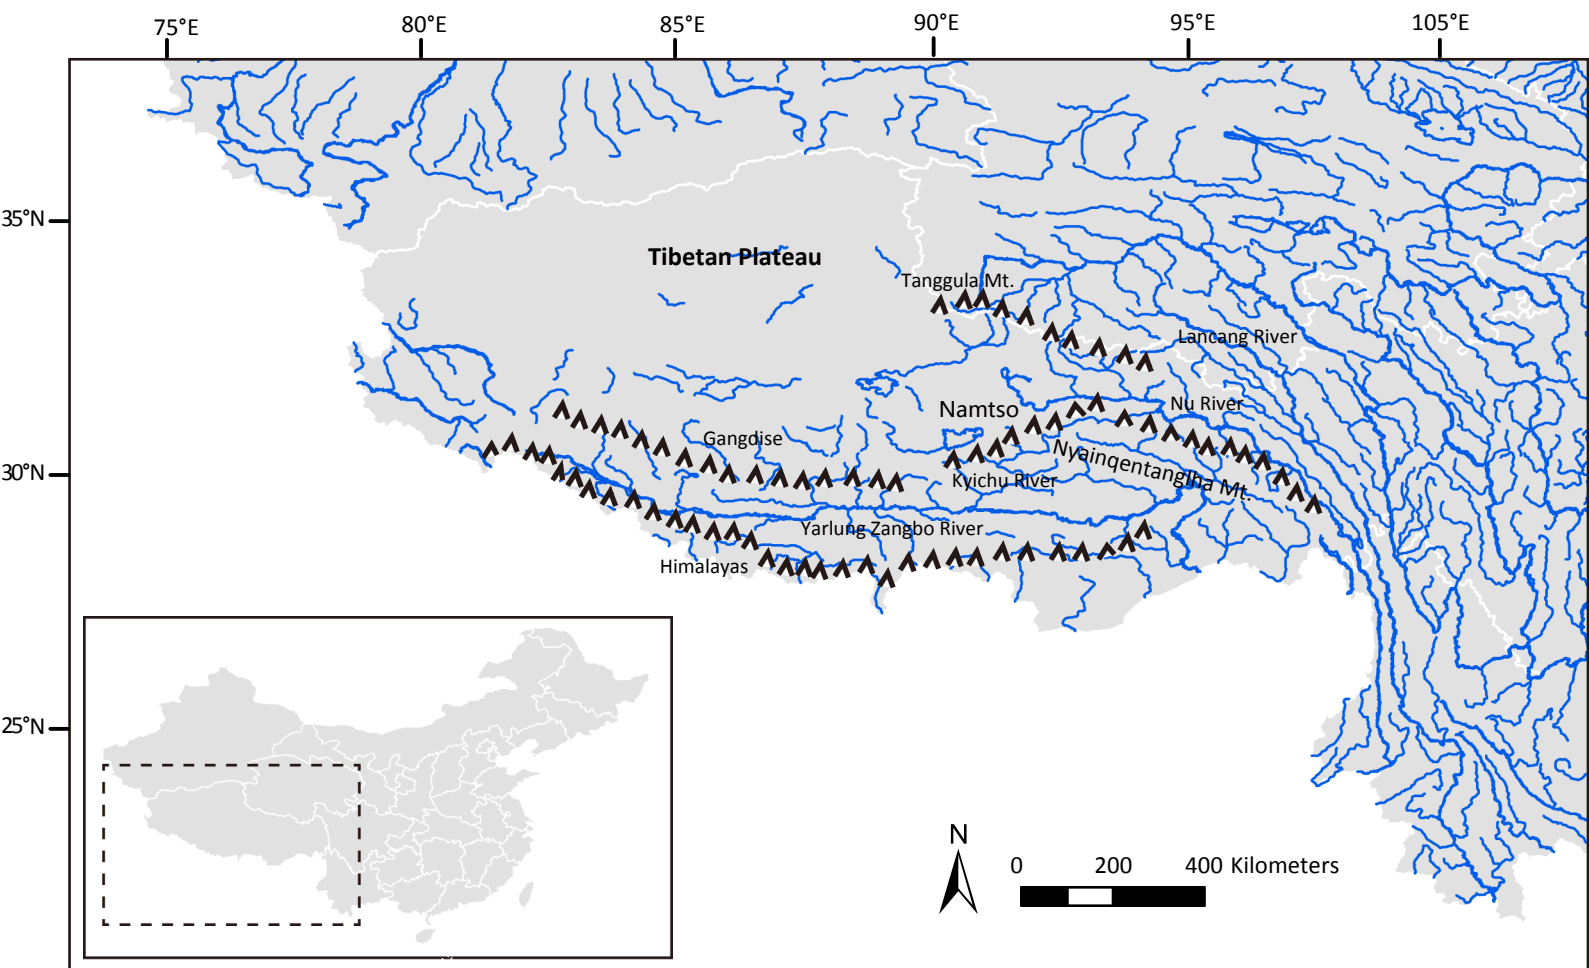 75°E 80°E 85°E 90°E 95°E 105°E
35°N
Tibetan Plateau
Tanggula Mt.
Lancang River
Namtso
Nu River
Gangdise
30°N
Kyichu River
Nyainqentanglha Mt.
Yarlung Zangbo River
Himalayas
25°N
N
0 200 400 Kilometers